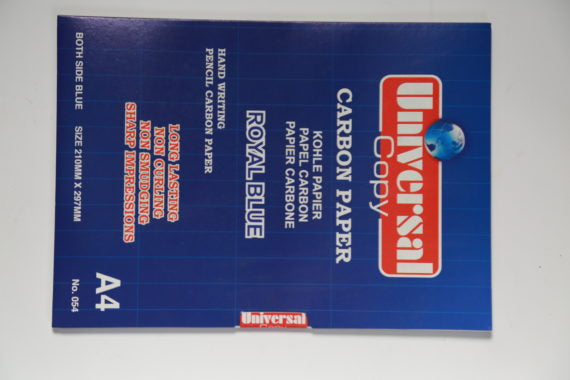 Universal
Copy
CARBON PAPER
KOHLE PAPIER
PAPEL CARBON
PAPIER CARBONE
ROYAL BLUE
HAND WRITING
PENCIL CARBON PAPER
LONG LASTING
NON CURLING
NON SMUDGING
SHARP IMPRESSIONS
A4
BOTH SIDE BLUE SIZE 210MM X 297MM No. 054
Universal
Copy